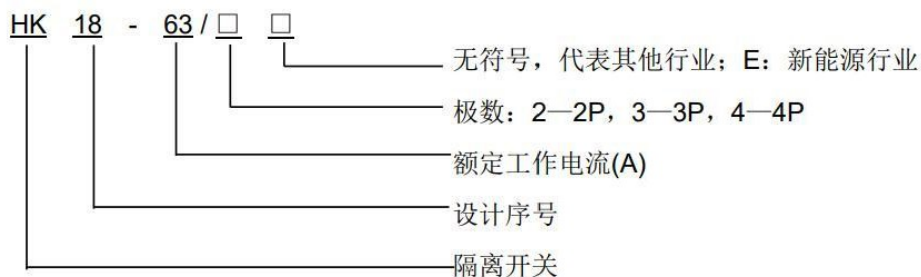 HK 18 - 63 / □ □
无符号，代表其他行业；E：新能源行业
极数：2—2P，3—3P，4—4P
额定工作电流(A)
设计序号
隔离开关